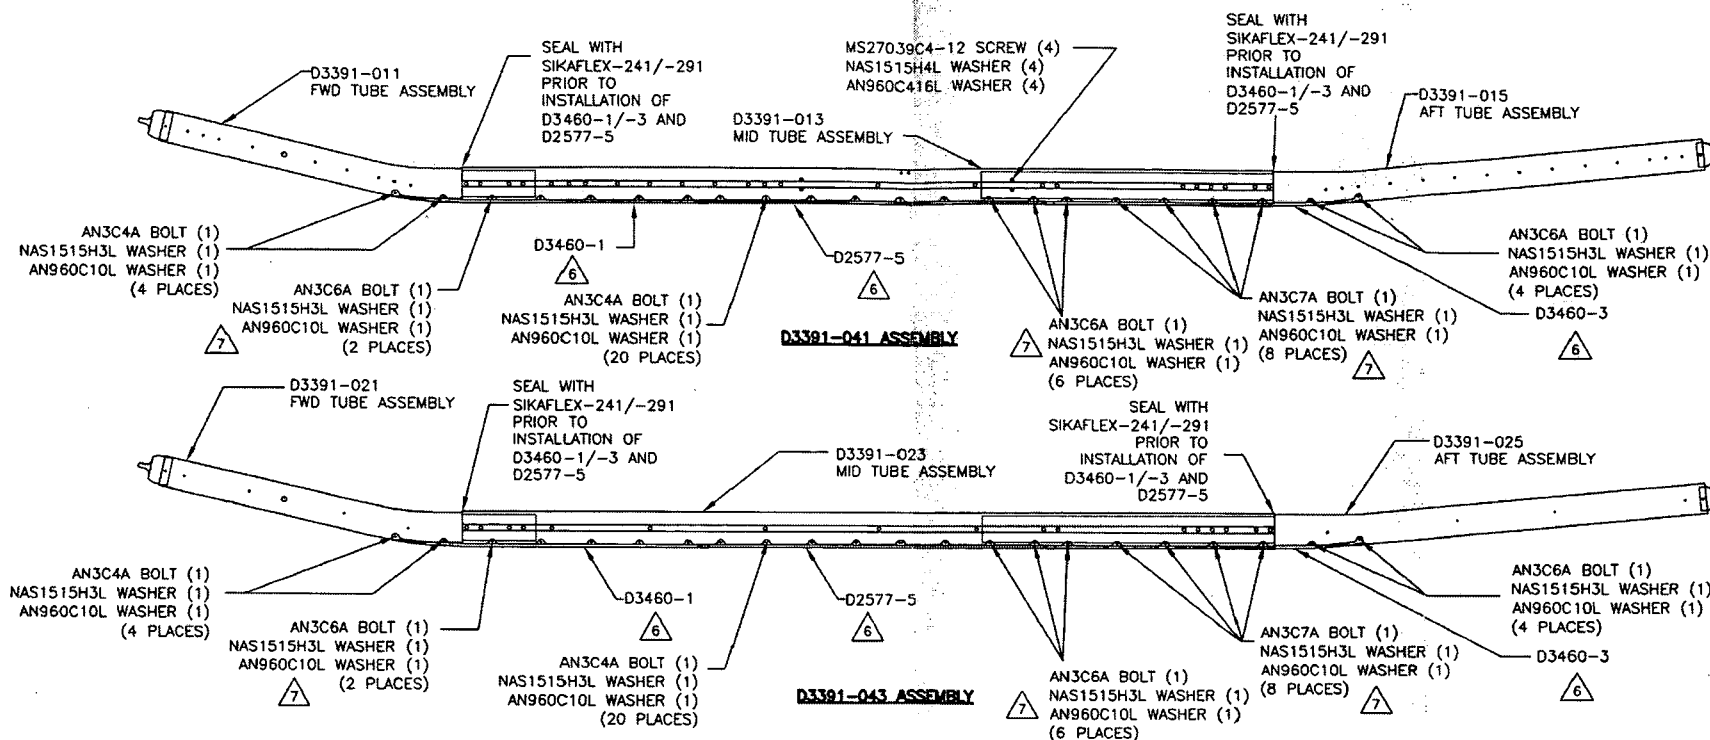 D3391-011
FWD TUBE ASSEMBLY
SEAL WITH
SIKAFLEX-241/-291
PRIOR TO
INSTALLATION OF
D3460-1/-3 AND
D2577-5
MS27039C4-12 SCREW (4)
NAS1515H4L WASHER (4)
AN960C416L WASHER (4)
D3391-013
MID TUBE ASSEMBLY
SEAL WITH
SIKAFLEX-241/-291
PRIOR TO
INSTALLATION OF
D3460-1/-3 AND
D2577-5
D3391-015
AFT TUBE ASSEMBLY
AN3C4A BOLT (1)
NAS1515H3L WASHER (1)
AN960C10L WASHER (1)
(4 PLACES)
AN3C6A BOLT (1)
NAS1515H3L WASHER (1)
AN960C10L WASHER (1)
(2 PLACES)
7
D3460-1
6
AN3C4A BOLT (1)
NAS1515H3L WASHER (1)
AN960C10L WASHER (1)
(20 PLACES)
D2577-5
6
D3391-041 ASSEMBLY
7
AN3C6A BOLT (1)
NAS1515H3L WASHER (1)
AN960C10L WASHER (1)
(6 PLACES)
AN3C7A BOLT (1)
NAS1515H3L WASHER (1)
AN960C10L WASHER (1)
(8 PLACES)
7
AN3C6A BOLT (1)
NAS1515H3L WASHER (1)
AN960C10L WASHER (1)
(4 PLACES)
D3460-3
6
D3391-021
FWD TUBE ASSEMBLY
SEAL WITH
SIKAFLEX-241/-291
PRIOR TO
INSTALLATION OF
D3460-1/-3 AND
D2577-5
D3391-023
MID TUBE ASSEMBLY
SEAL WITH
SIKAFLEX-241/-291
PRIOR TO
INSTALLATION OF
D3460-1/-3 AND
D2577-5
D3391-025
AFT TUBE ASSEMBLY
AN3C4A BOLT (1)
NAS1515H3L WASHER (1)
AN960C10L WASHER (1)
(4 PLACES)
AN3C6A BOLT (1)
NAS1515H3L WASHER (1)
AN960C10L WASHER (1)
(2 PLACES)
7
D3460-1
6
AN3C4A BOLT (1)
NAS1515H3L WASHER (1)
AN960C10L WASHER (1)
(20 PLACES)
D2577-5
6
D3391-043 ASSEMBLY
7
AN3C6A BOLT (1)
NAS1515H3L WASHER (1)
AN960C10L WASHER (1)
(6 PLACES)
AN3C7A BOLT (1)
NAS1515H3L WASHER (1)
AN960C10L WASHER (1)
(8 PLACES)
7
AN3C6A BOLT (1)
NAS1515H3L WASHER (1)
AN960C10L WASHER (1)
(4 PLACES)
D3460-3
6